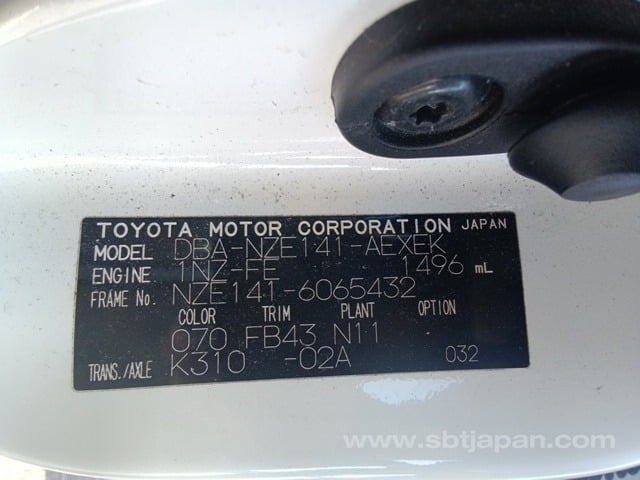 TOYOTA MOTOR CORPORATION JAPAN
MODEL DBA-NZE141-AEXEK
ENGINE 1NZ-FE 1496 mL
FRAME No. NZE141-6065432
COLOR TRIM PLANT OPTION
070 FB43 N11
TRANS./AXLE K310 -02A 032
www.sbtjapan.com